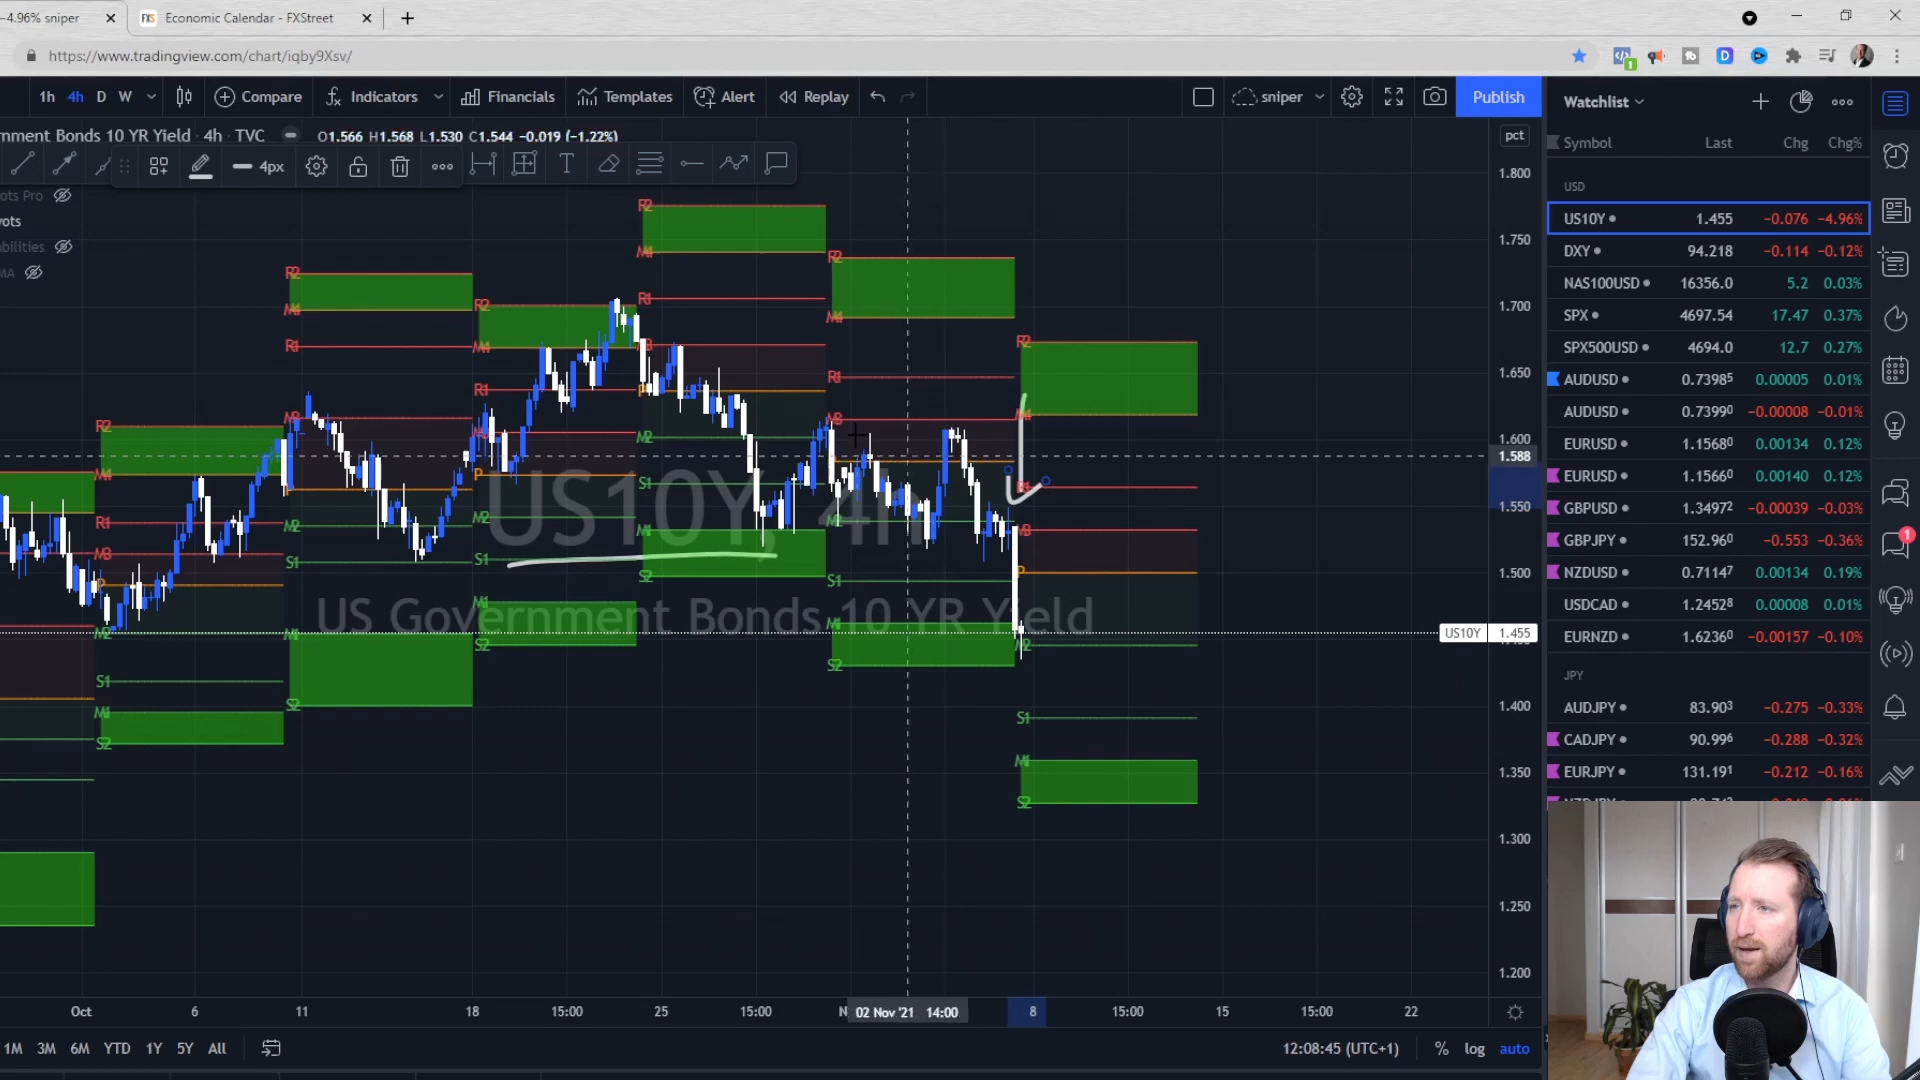 -4.96% sniper
FXS Economic Calendar - FXStreet
https://www.tradingview.com/chart/iqby9Xsv/
1h 4h D W Compare Indicators Financials Templates Alert Replay sniper Publish
nment Bonds 10 YR Yield 4h TVC O1.566 H1.568 L1.530 C1.544 -0.019 (-1.22%)
4px T
ots Pro
vots
abilities
MA
US10Y, 4h
US Government Bonds 10 YR Yield
pct
1.800
1.750
1.700
1.650
1.600
1.588
1.550
1.500
US10Y 1.455
1.400
1.350
1.300
1.250
1.200
Oct 6 11 18 15:00 25 15:00 N 02 Nov '21 14:00 8 15:00 15 15:00 22
1M 3M 6M YTD 1Y 5Y All 12:08:45 (UTC+1) % log auto
Watchlist
Symbol Last Chg Chg%
USD
US10Y 1.455 -0.076 -4.96%
DXY 94.218 -0.114 -0.12%
NAS100USD 16356.0 5.2 0.03%
SPX 4697.54 17.47 0.37%
SPX500USD 4694.0 12.7 0.27%
AUDUSD 0.73985 0.00005 0.01%
AUDUSD 0.73990 -0.00008 -0.01%
EURUSD 1.15680 0.00134 0.12%
EURUSD 1.15660 0.00140 0.12%
GBPUSD 1.34972 -0.00039 -0.03%
GBPJPY 152.960 -0.553 -0.36%
NZDUSD 0.71147 0.00134 0.19%
USDCAD 1.24528 0.00008 0.01%
EURNZD 1.62360 -0.00157 -0.10%
JPY
AUDJPY 83.903 -0.275 -0.33%
CADJPY 90.996 -0.288 -0.32%
EURJPY 131.191 -0.212 -0.16%